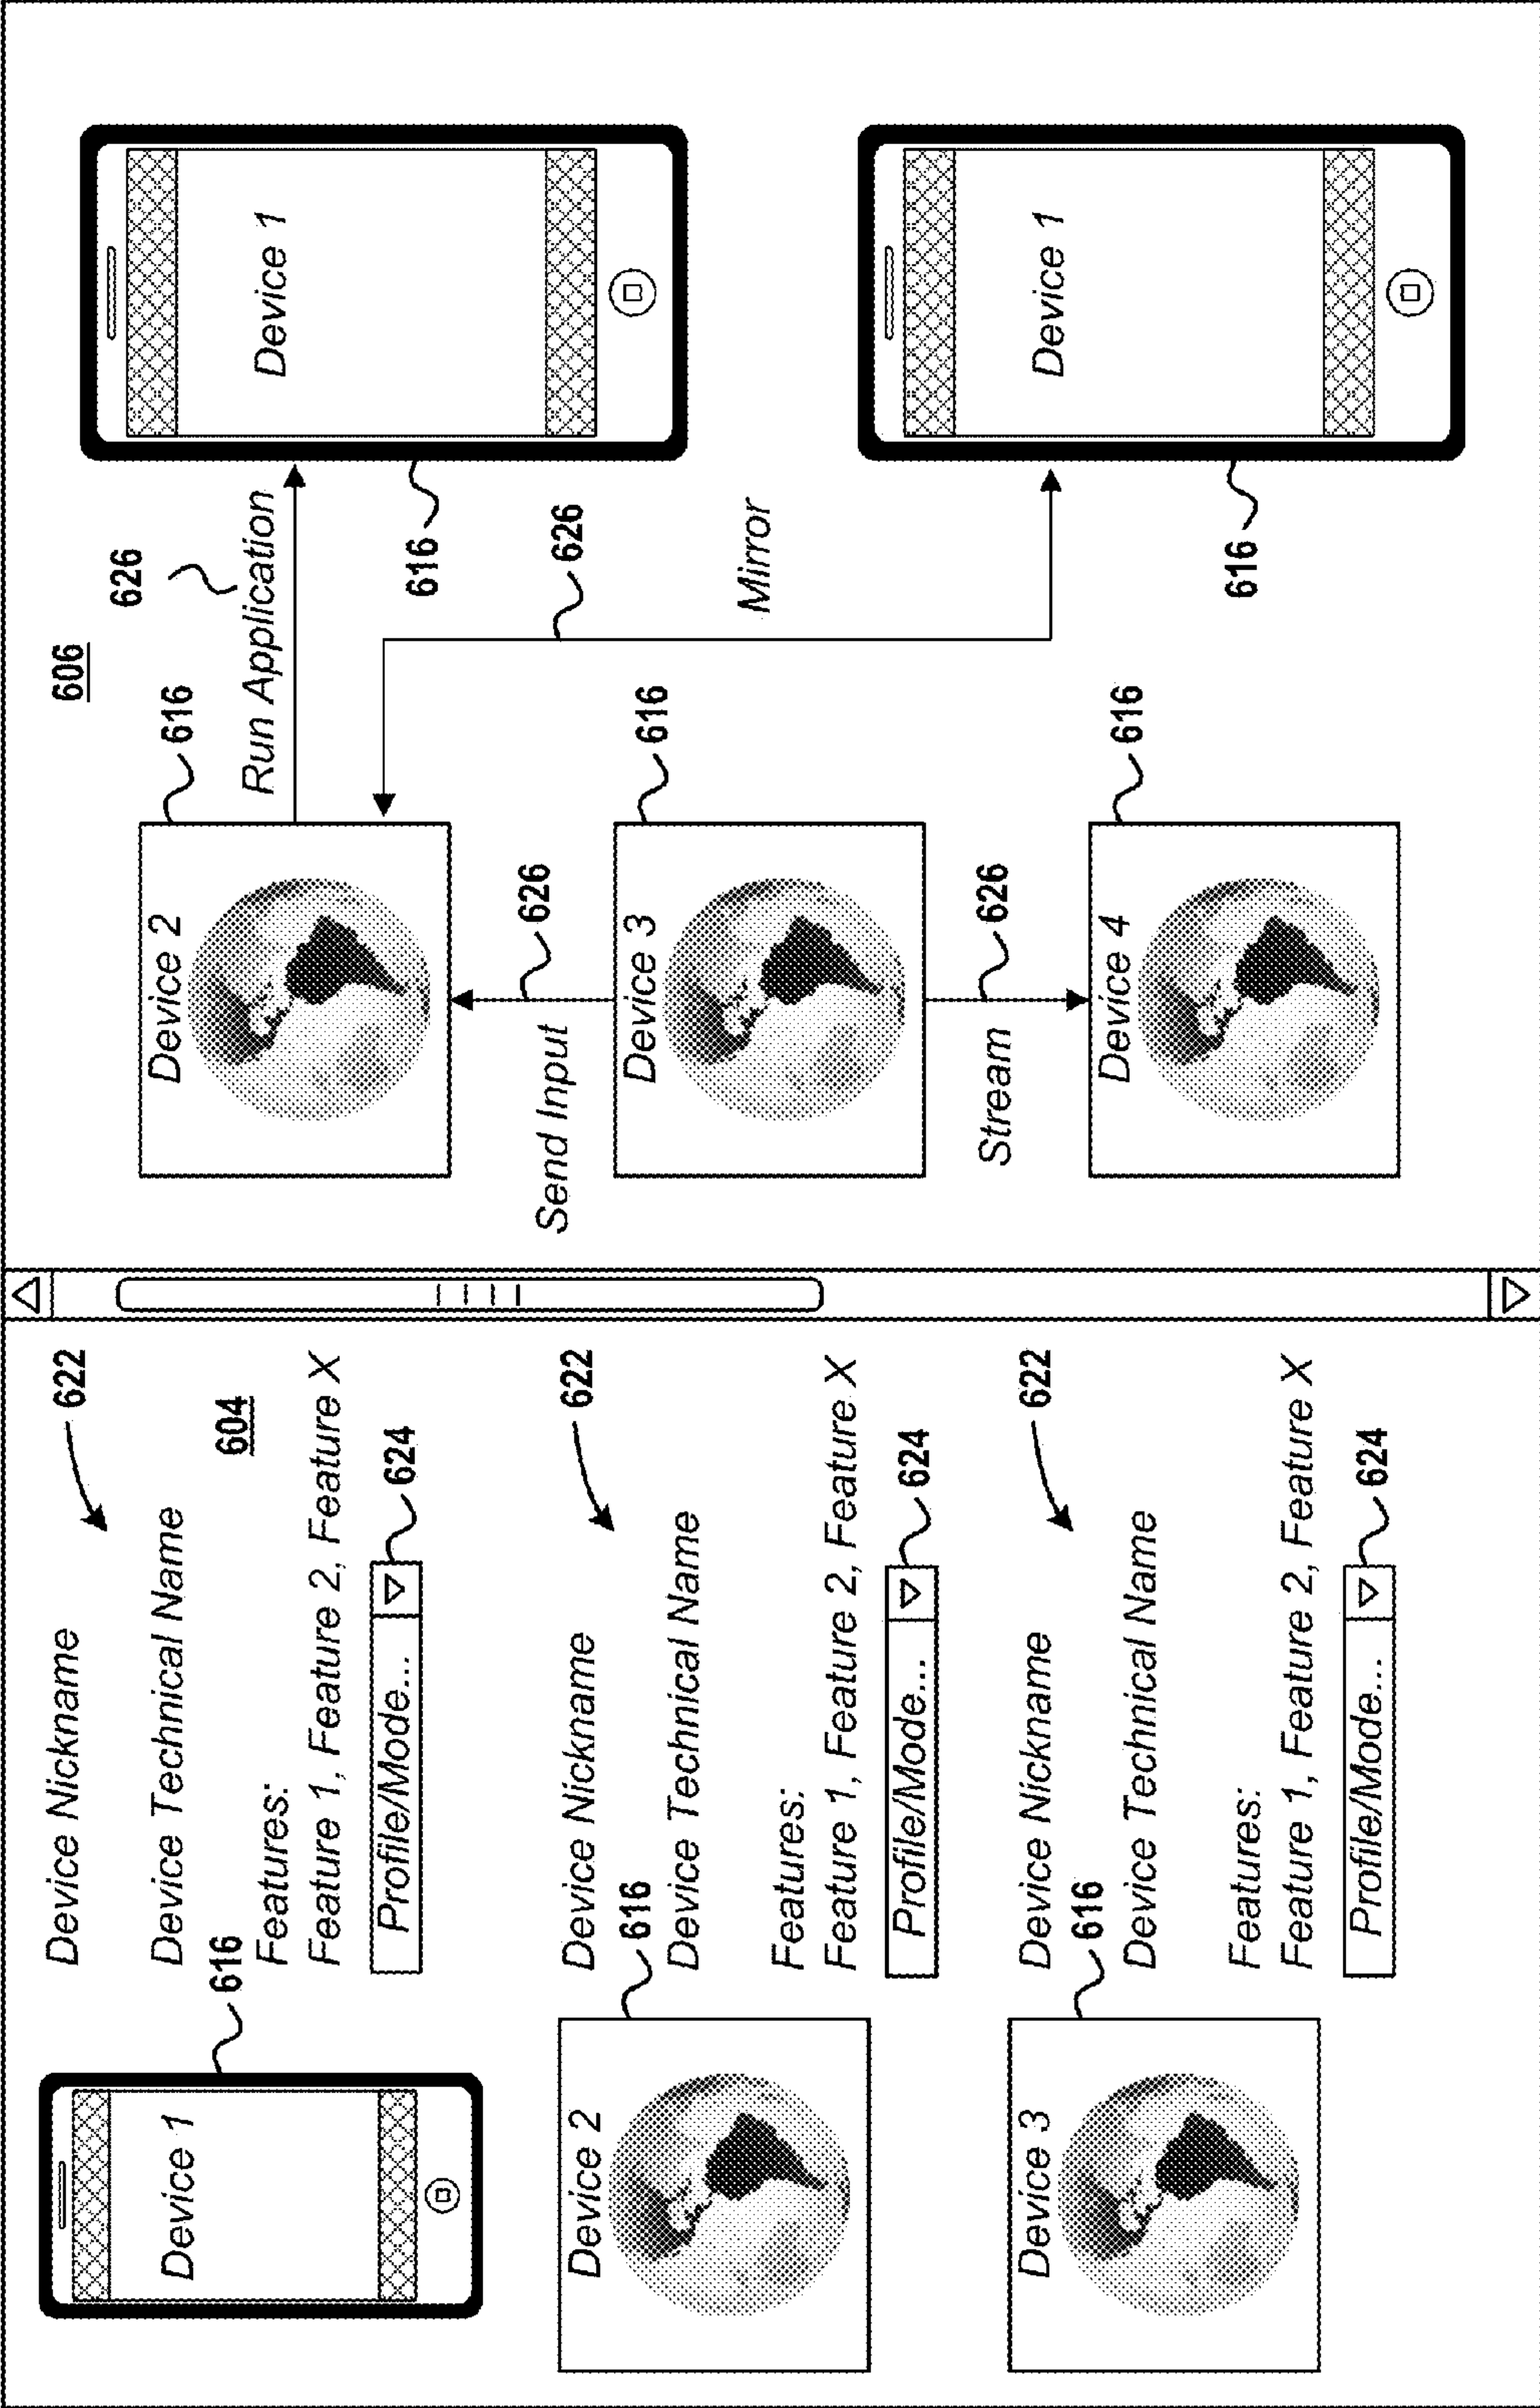 Device 1
616
Device Nickname
622
Device Technical Name
604
Features:
Feature 1, Feature 2, Feature X
Profile/Mode...
624
Device 2
616
Device Nickname
622
Device Technical Name
Features:
Feature 1, Feature 2, Feature X
Profile/Mode...
624
Device 3
616
Device Nickname
622
Device Technical Name
Features:
Feature 1, Feature 2, Feature X
Profile/Mode...
624
606
Device 2
616
Run Application
626
Device 1
616
Send Input
626
626
Mirror
Device 3
616
Stream
626
Device 4
616
Device 1
616